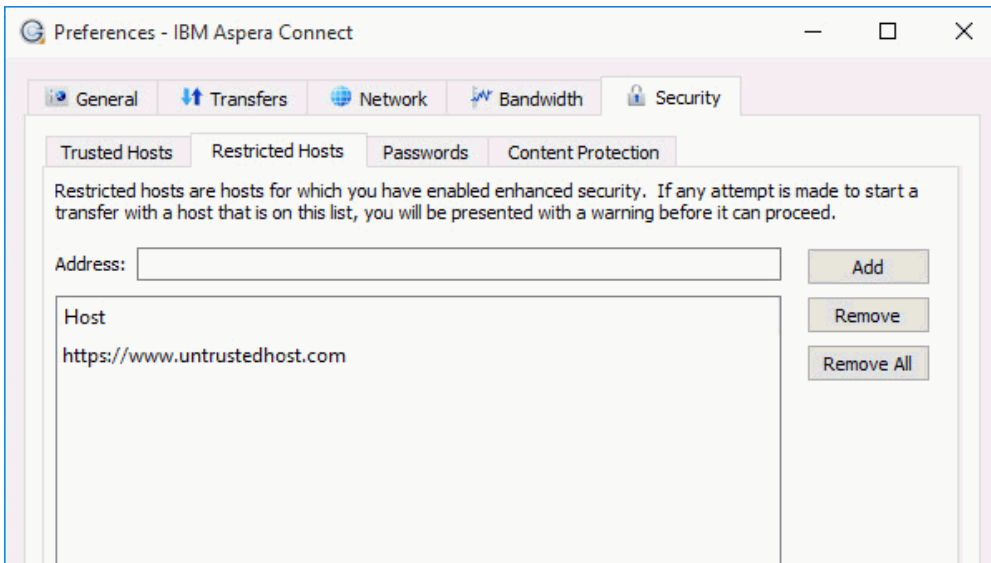 Preferences - IBM Aspera Connect
General Transfers Network Bandwidth Security
Trusted Hosts Restricted Hosts Passwords Content Protection
Restricted hosts are hosts for which you have enabled enhanced security. If any attempt is made to start a
transfer with a host that is on this list, you will be presented with a warning before it can proceed.
Address: Add
Host Remove
https://www.untrustedhost.com Remove All